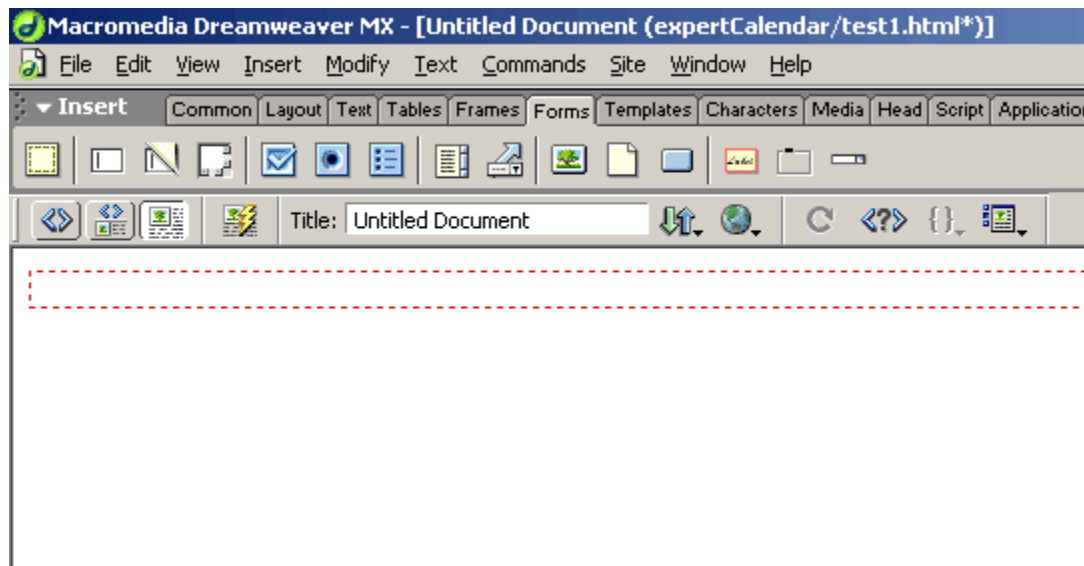 Macromedia Dreamweaver MX - [Untitled Document (expertCalendar/test1.html*)]
File Edit View Insert Modify Text Commands Site Window Help
Insert Common Layout Text Tables Frames Forms Templates Characters Media Head Script Applicatio
Title: Untitled Document